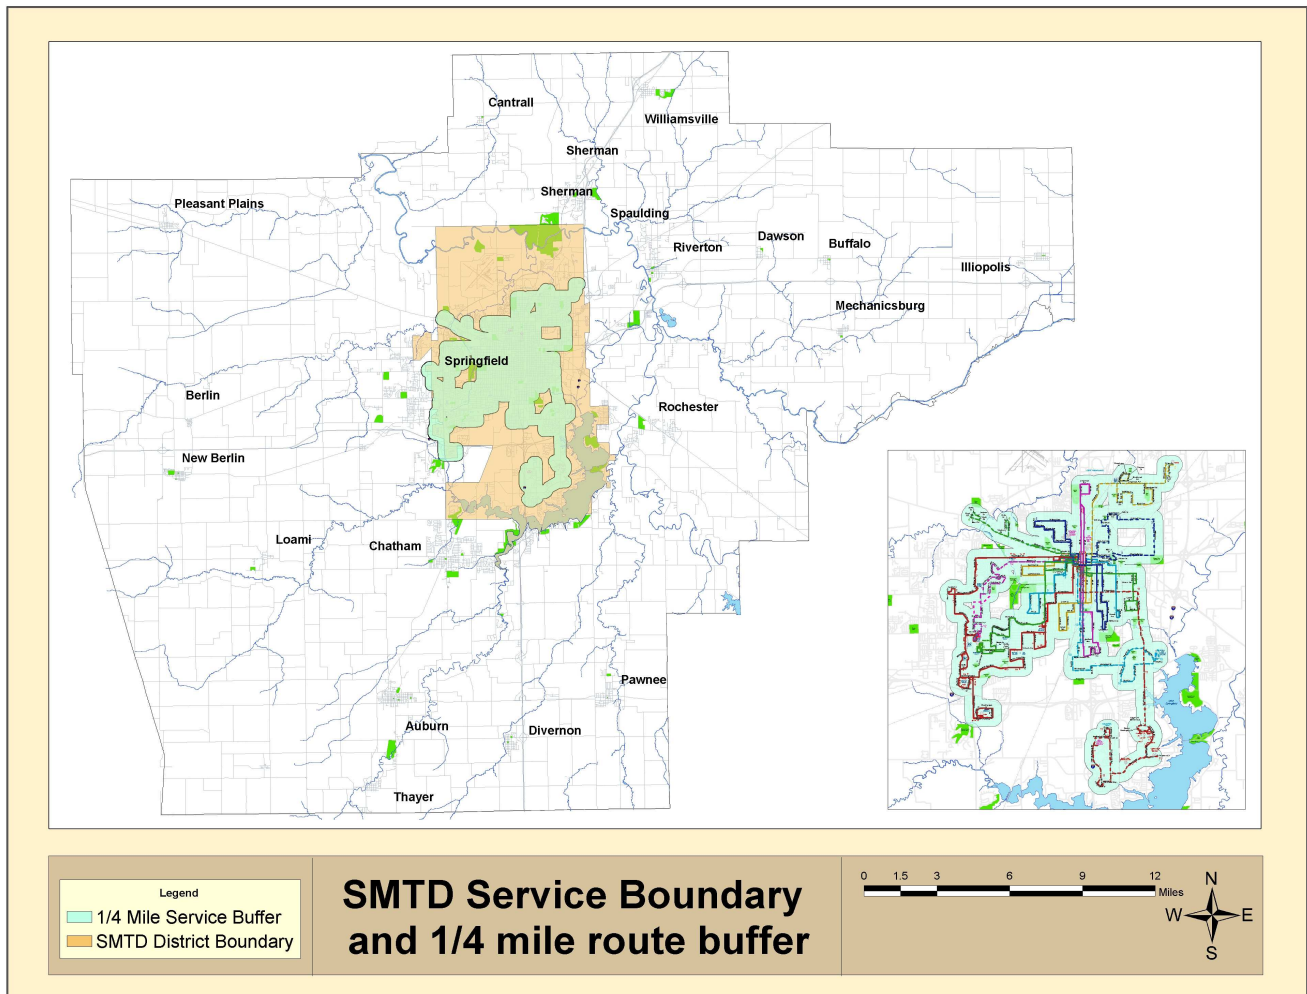 Cantrall
Williamsville
Sherman
Sherman
Pleasant Plains
Spaulding
Dawson
Riverton
Buffalo
Illiopolis
Mechanicsburg
Springfield
Berlin
Rochester
New Berlin
Loami
Chatham
Pawnee
Auburn
Divernon
Thayer
Legend
1/4 Mile Service Buffer
SMTD District Boundary
SMTD Service Boundary
and 1/4 mile route buffer
0 1.5 3 6 9 12
Miles
N
W E
S